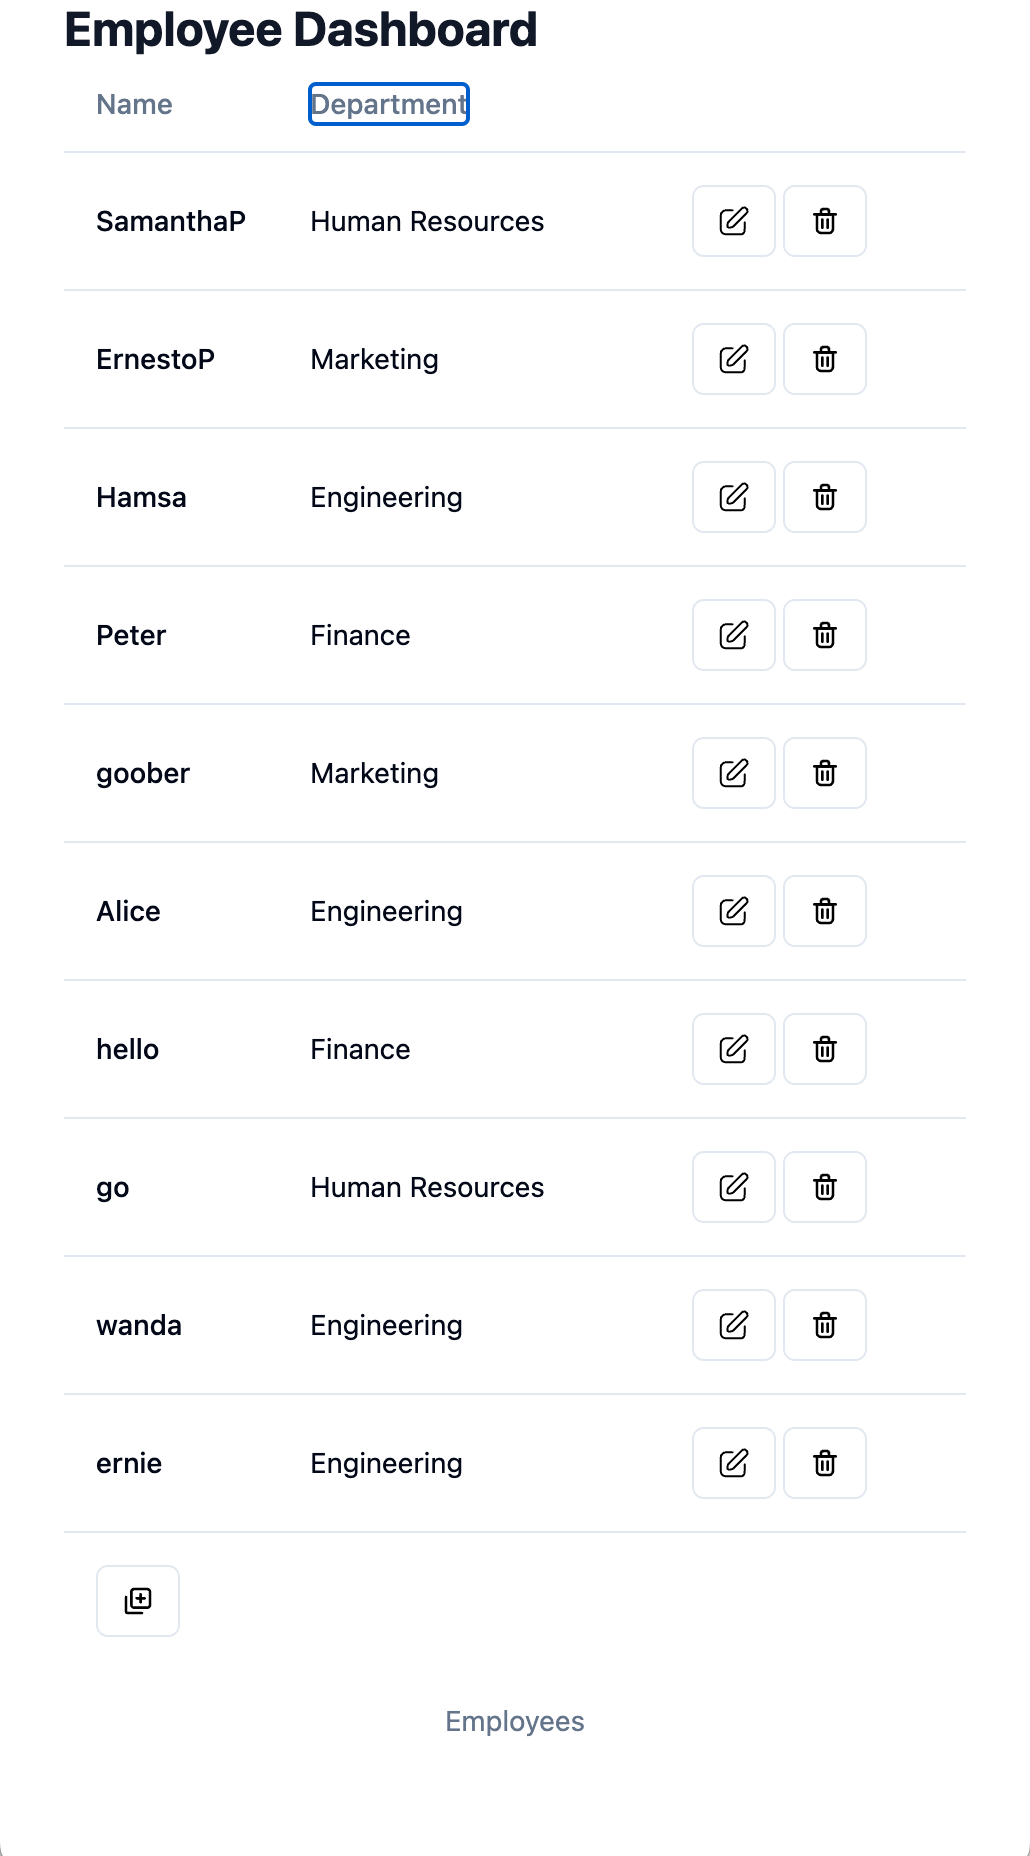 Employee Dashboard
Name Department
SamanthaP Human Resources
ErnestoP Marketing
Hamsa Engineering
Peter Finance
goober Marketing
Alice Engineering
hello Finance
go Human Resources
wanda Engineering
ernie Engineering
Employees